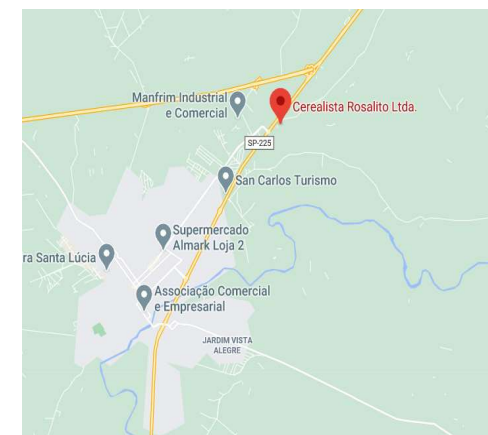 Manfrim Industrial
e Comercial
Cerealista Rosalito Ltda.
SP-225
San Carlos Turismo
Supermercado
Almark Loja 2
ra Santa Lúcia
Associação Comercial
e Empresarial
JARDIM VISTA
ALEGRE